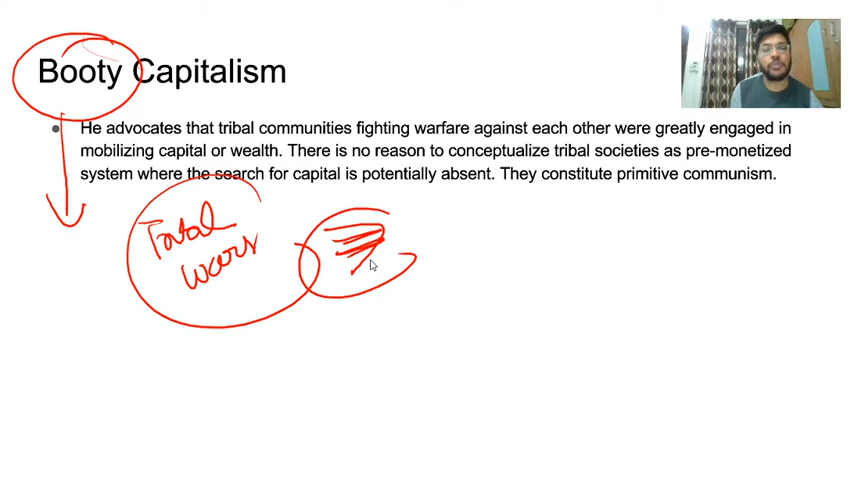 Booty Capitalism
● He advocates that tribal communities fighting warfare against each other were greatly engaged in
mobilizing capital or wealth. There is no reason to conceptualize tribal societies as pre-monetized
system where the search for capital is potentially absent. They constitute primitive communism.
Tribal
wars